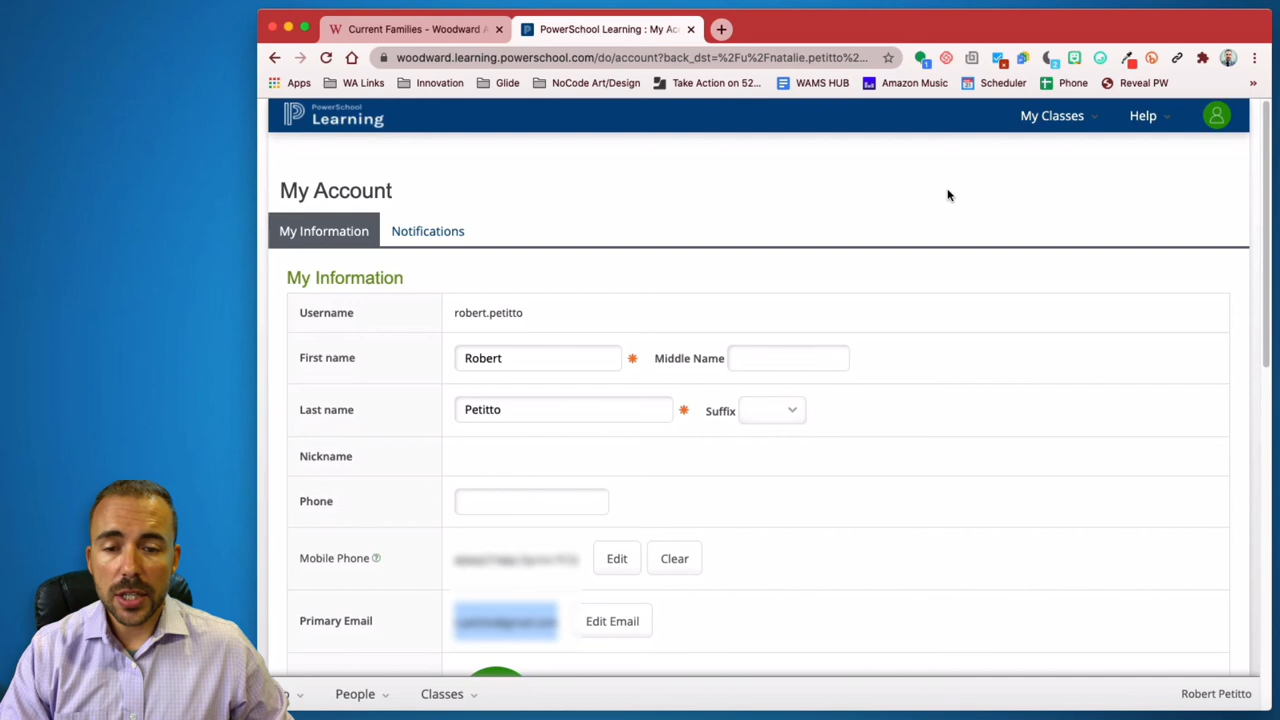 Current Families - Woodward A
PowerSchool Learning : My Acc
woodward.learning.powerschool.com/do/account?back_dst=%2Fu%2Fnatalie.petitto%2...
Apps WA Links Innovation Glide NoCode Art/Design Take Action on 52... WAMS HUB Amazon Music Scheduler Phone Reveal PW »
PowerSchool
Learning
My Classes Help
My Account
My Information Notifications
My Information
Username robert.petitto
First name Robert Middle Name
Last name Petitto Suffix
Nickname
Phone
Mobile Phone Edit Clear
Primary Email Edit Email
People Classes Robert Petitto